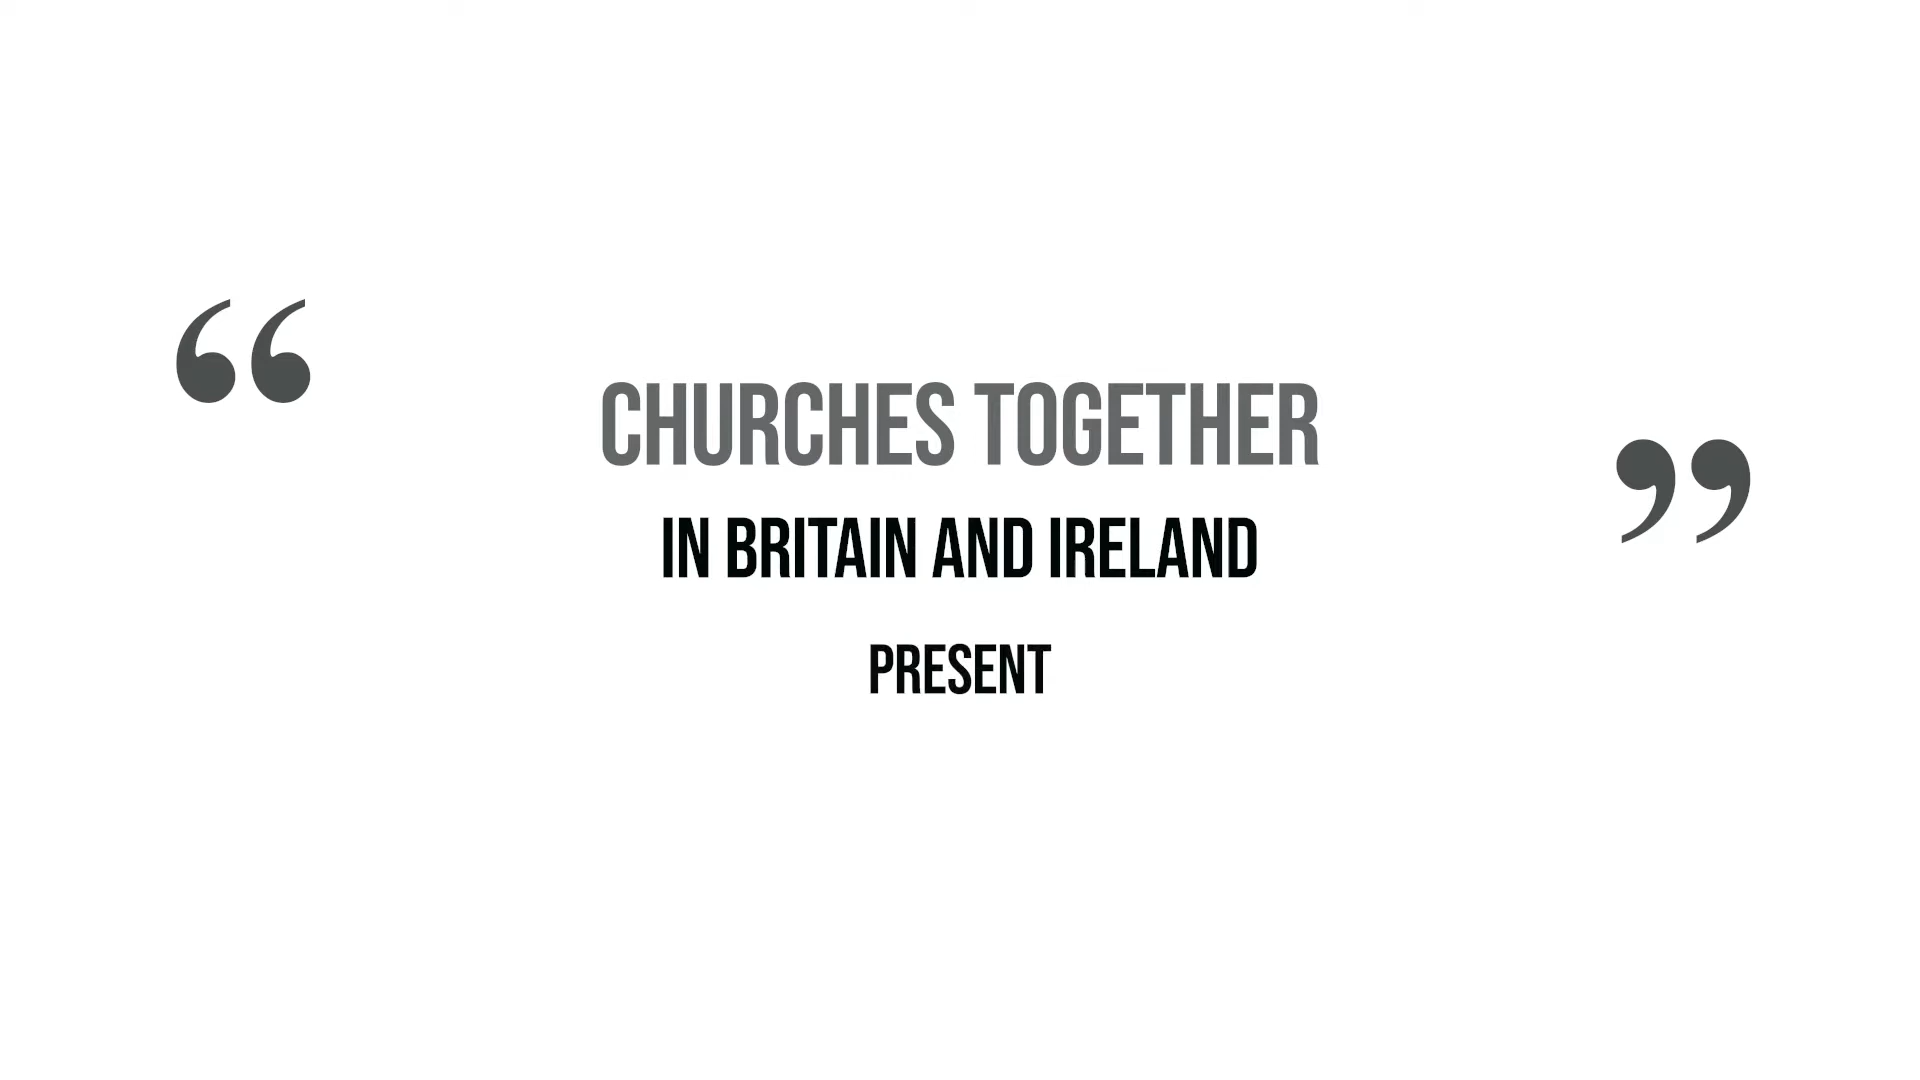 “
CHURCHES TOGETHER
IN BRITAIN AND IRELAND
PRESENT
”